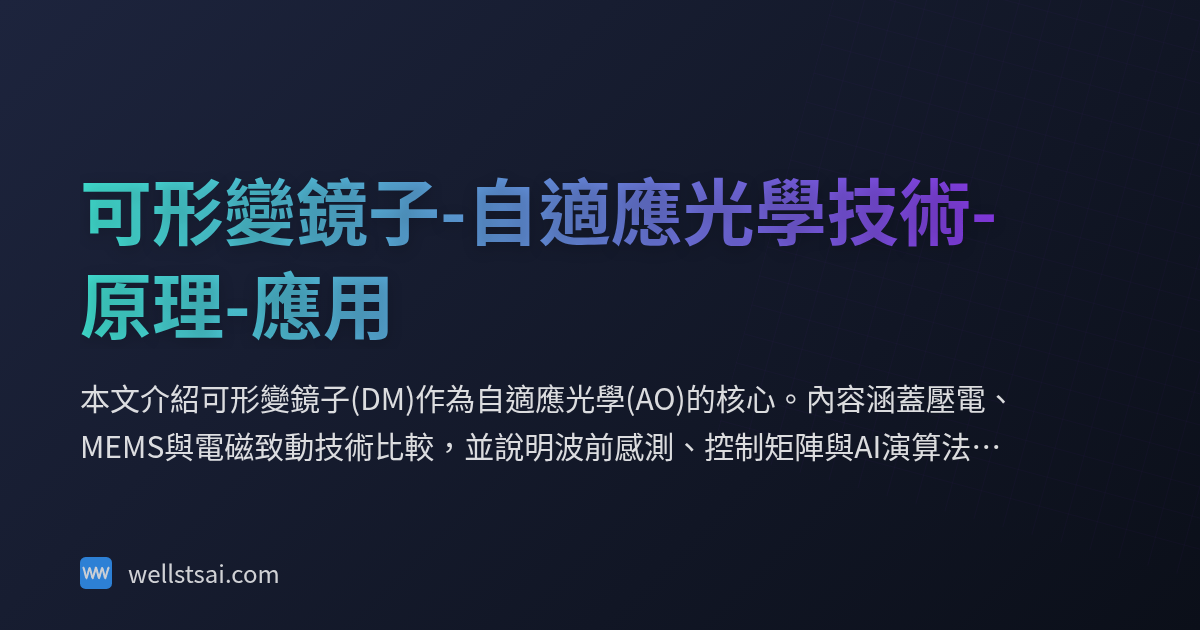 可形變鏡子-自適應光學技術-
原理-應用
本文介紹可形變鏡子(DM)作為自適應光學(AO)的核心。內容涵蓋壓電、
MEMS與電磁致動技術比較，並說明波前感測、控制矩陣與AI演算法…
wellstsai.com